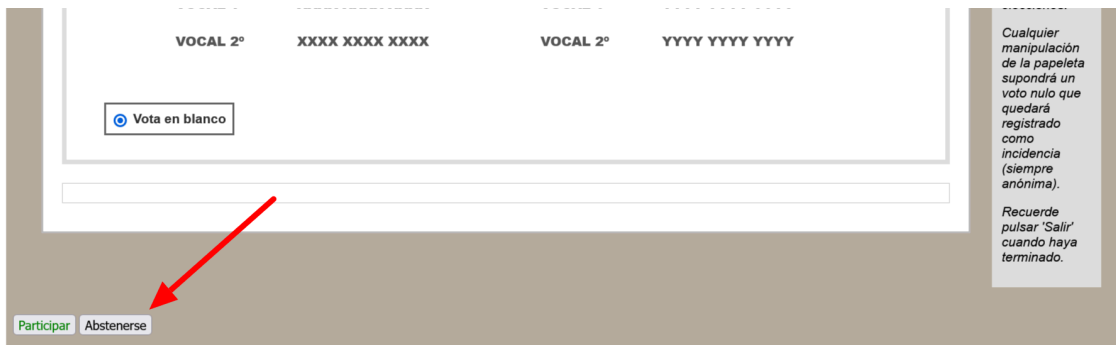 VOCAL 2º XXXX XXXX XXXX VOCAL 2º YYYY YYYY YYYY
Vota en blanco
Cualquier
manipulación
de la papeleta
supondrá un
voto nulo que
quedará
registrado
como
incidencia
(siempre
anónima).
Recuerde
pulsar 'Salir'
cuando haya
terminado.
Participar Abstenerse